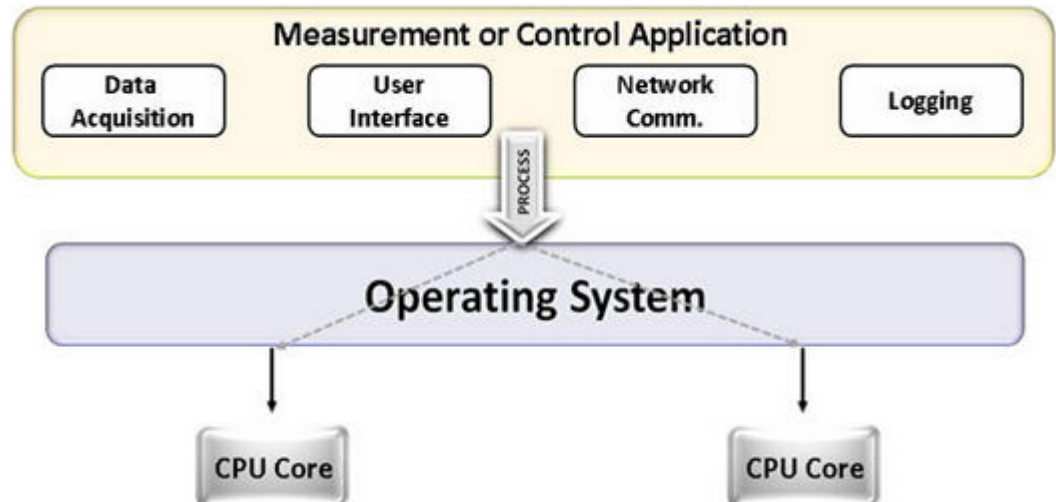 Measurement or Control Application
Data
Acquisition
User
Interface
Network
Comm.
Logging
PROCESS
Operating System
CPU Core
CPU Core